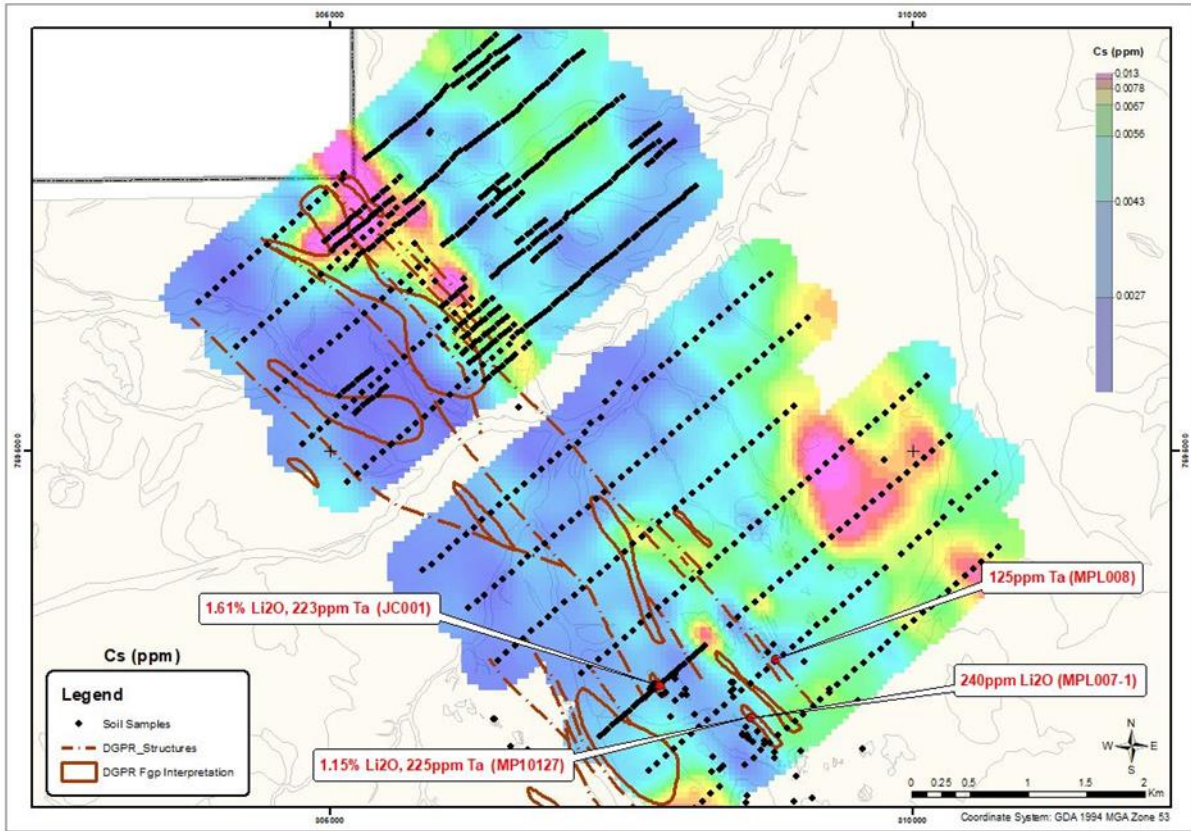 306000
310000
Cs (ppm)
0.013
0.0078
0.0067
0.0056
0.0043
0.0027
125ppm Ta (MPL008)
1.61% Li2O, 223ppm Ta (JC001)
240ppm Li2O (MPL007-1)
1.15% Li2O, 225ppm Ta (MP10127)
Cs (ppm)
Legend
Soil Samples
DGPR_Structures
DGPR Fgp Interpretation
N
W E
S
0 0.25 0.5 1 1.5 2
Km
Coordinate System: GDA 1994 MGA Zone 53
306000
310000